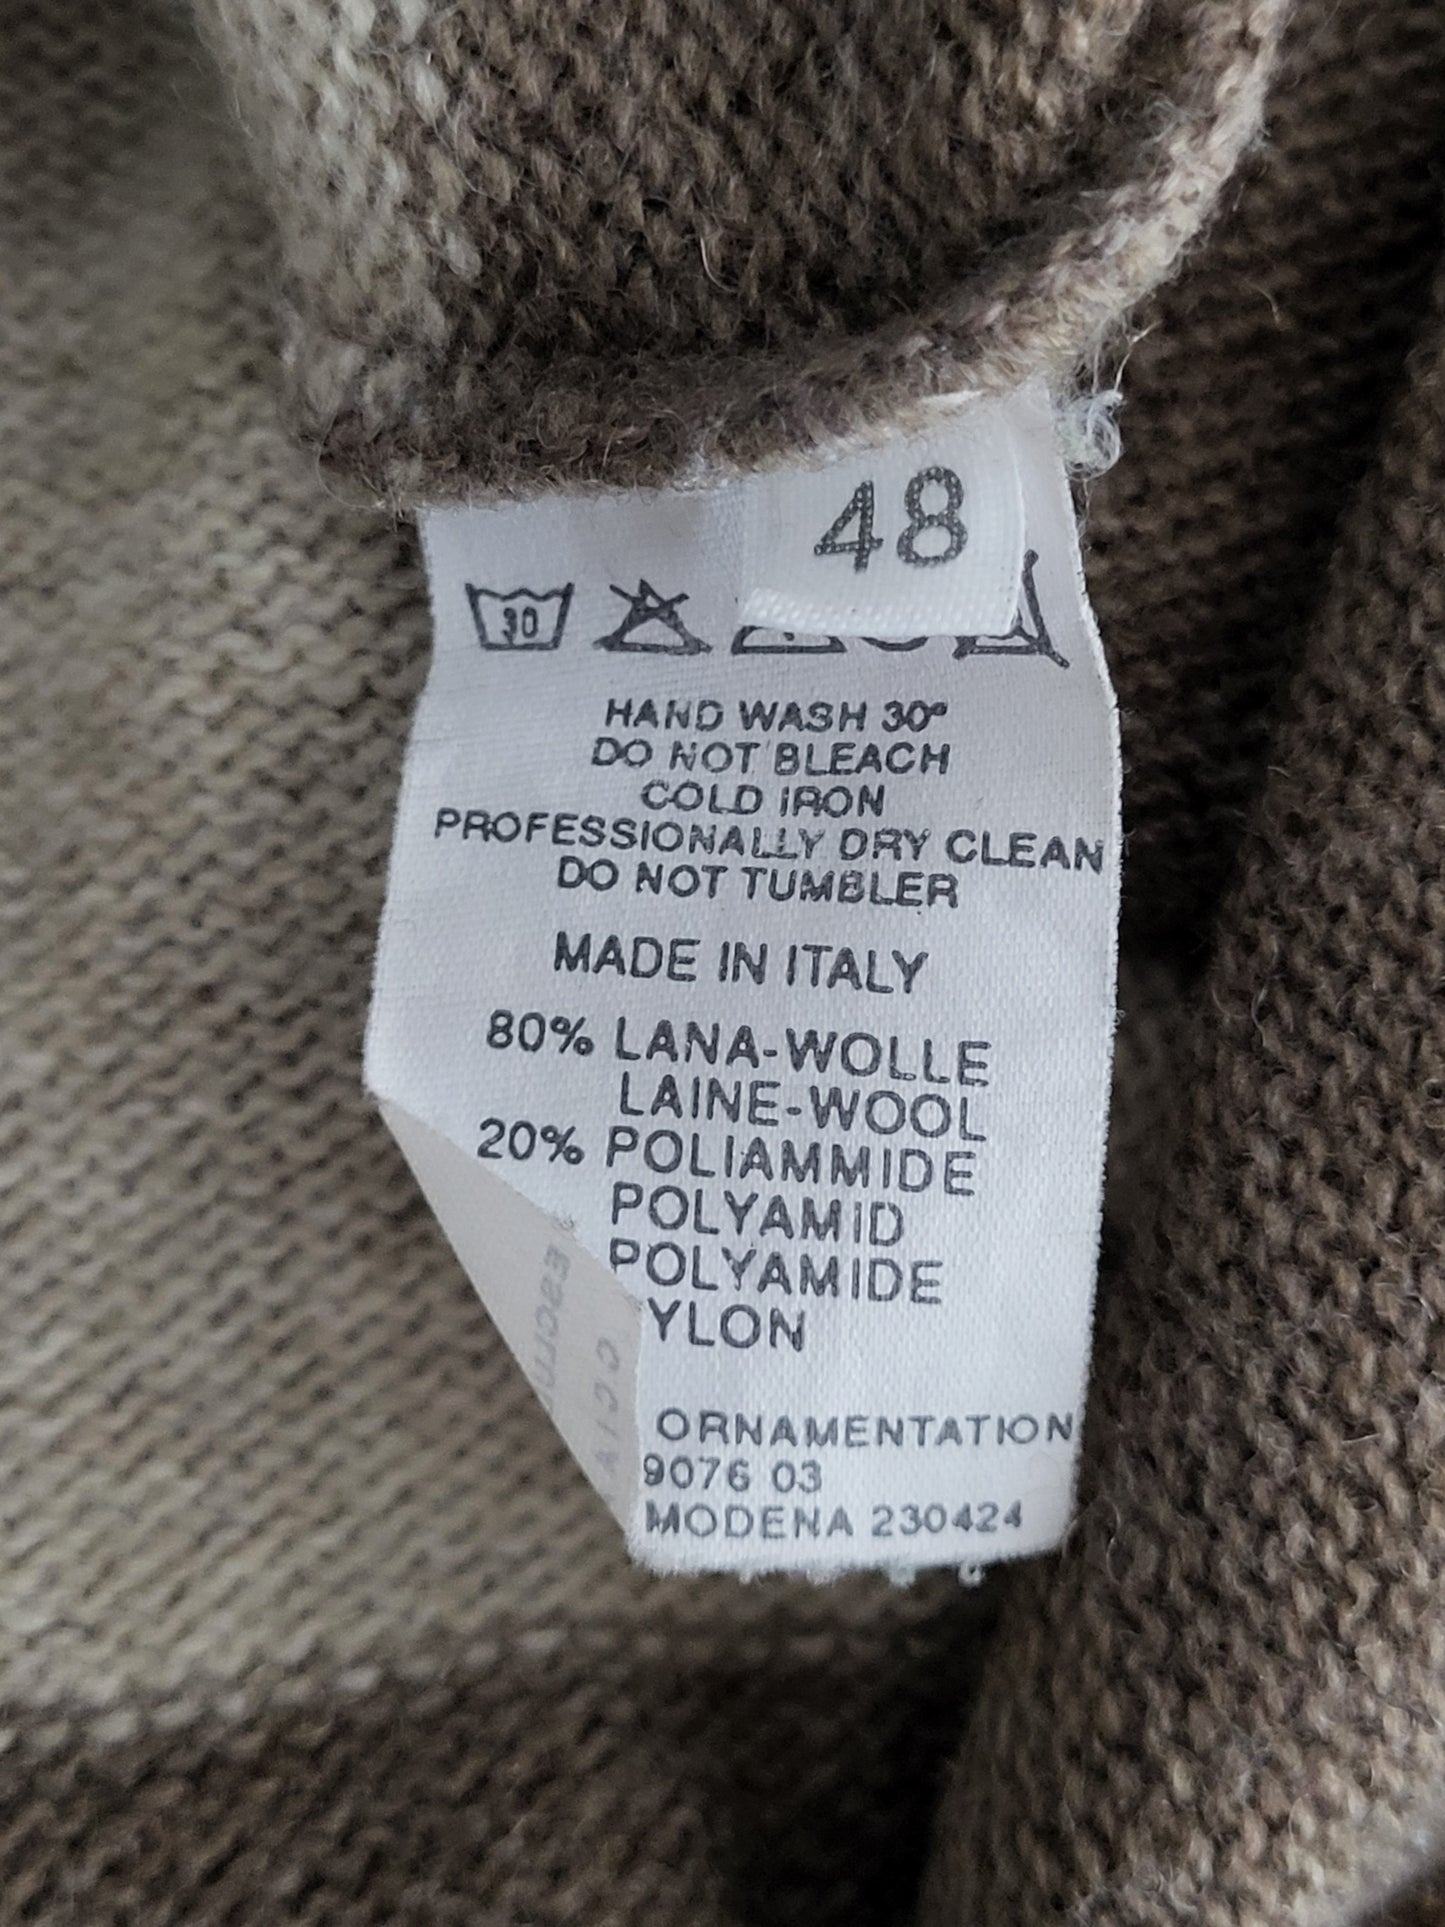 48
30
HAND WASH 30°
DO NOT BLEACH
COLD IRON
PROFESSIONALLY DRY CLEAN
DO NOT TUMBLER
MADE IN ITALY
80% LANA-WOLLE
LAINE-WOOL
20% POLIAMMIDE
POLYAMID
POLYAMIDE
YLON
ORNAMENTATION
9076 03
MODENA 230424